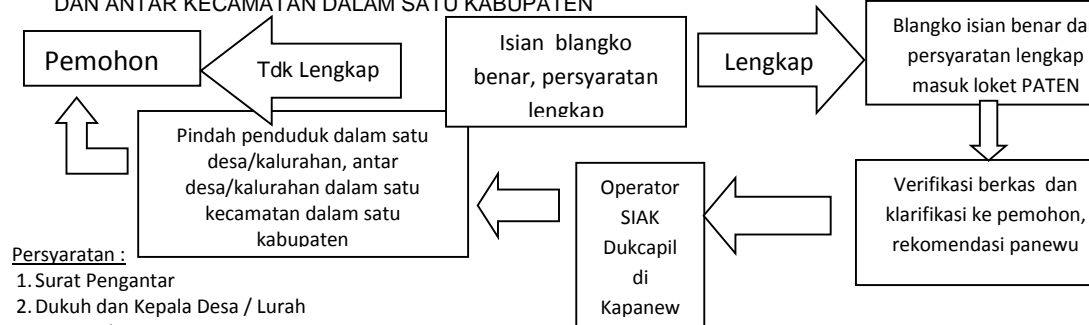 DAN ANTAR KECAMATAN DALAM SATU KABUPATEN
Pemohon
Tdk Lengkap
Isian blangko
benar, persyaratan
lengkap
Lengkap
Blangko isian benar da
persyaratan lengkap
masuk loket PATEN
Pindah penduduk dalam satu
desa/kalurahan, antar
desa/kalurahan dalam satu
kecamatan dalam satu
kabupaten
Operator
SIAK
Dukcapil
di
Kapanew
Verifikasi berkas dan
klarifikasi ke pemohon,
rekomendasi panewu
Persyaratan :
1. Surat Pengantar
2. Dukuh dan Kepala Desa / Lurah